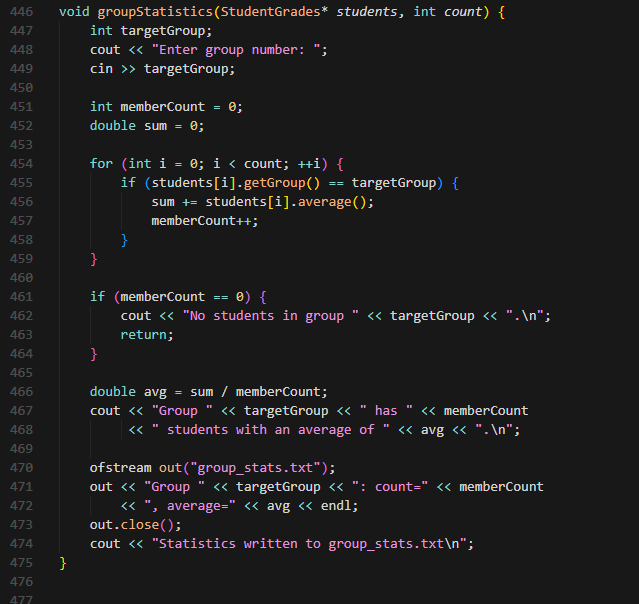 446 void groupStatistics(StudentGrades* students, int count) {
447     int targetGroup;
448     cout << "Enter group number: ";
449     cin >> targetGroup;
450
451     int memberCount = 0;
452     double sum = 0;
453
454     for (int i = 0; i < count; ++i) {
455         if (students[i].getGroup() == targetGroup) {
456             sum += students[i].average();
457             memberCount++;
458         }
459     }
460
461     if (memberCount == 0) {
462         cout << "No students in group " << targetGroup << ".\n";
463         return;
464     }
465
466     double avg = sum / memberCount;
467     cout << "Group " << targetGroup << " has " << memberCount
468          << " students with an average of " << avg << ".\n";
469
470     ofstream out("group_stats.txt");
471     out << "Group " << targetGroup << ": count=" << memberCount
472         << ", average=" << avg << endl;
473     out.close();
474     cout << "Statistics written to group_stats.txt\n";
475 }
476
477